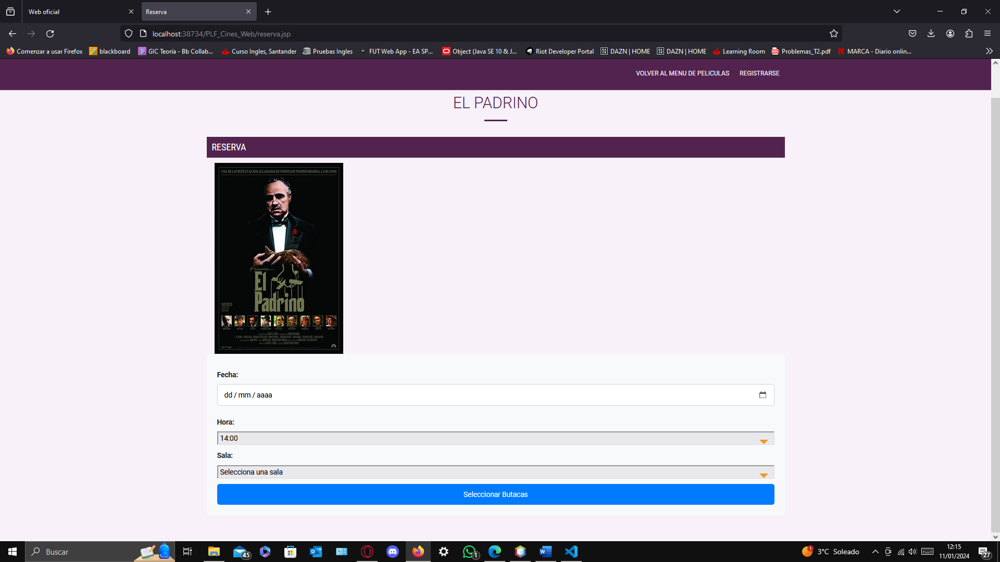 Web oficial
Reserva
localhost:38734/PLF_Cines_Web/reserva.jsp
Comenzar a usar Firefox
blackboard
GIC Teoría - Bb Collab...
Curso Ingles, Santander
Pruebas Ingles
FUT Web App - EA SP...
Object (Java SE 10 & J...
Riot Developer Portal
DAZN | HOME
DAZN | HOME
Learning Room
Problemas_T2.pdf
MARCA - Diario onlin...
VOLVER AL MENU DE PELICULAS
REGISTRARSE
EL PADRINO
RESERVA
UNA DE LAS PELÍCULAS MÁS ACLAMADAS DE TODOS LOS TIEMPOS REGRESA A LOS CINES
El
Padrino
Fecha:
dd / mm / aaaa
Hora:
14:00
Sala:
Selecciona una sala
Seleccionar Butacas
Buscar
45
1
1
3°C Soleado
12:15
11/01/2024
27